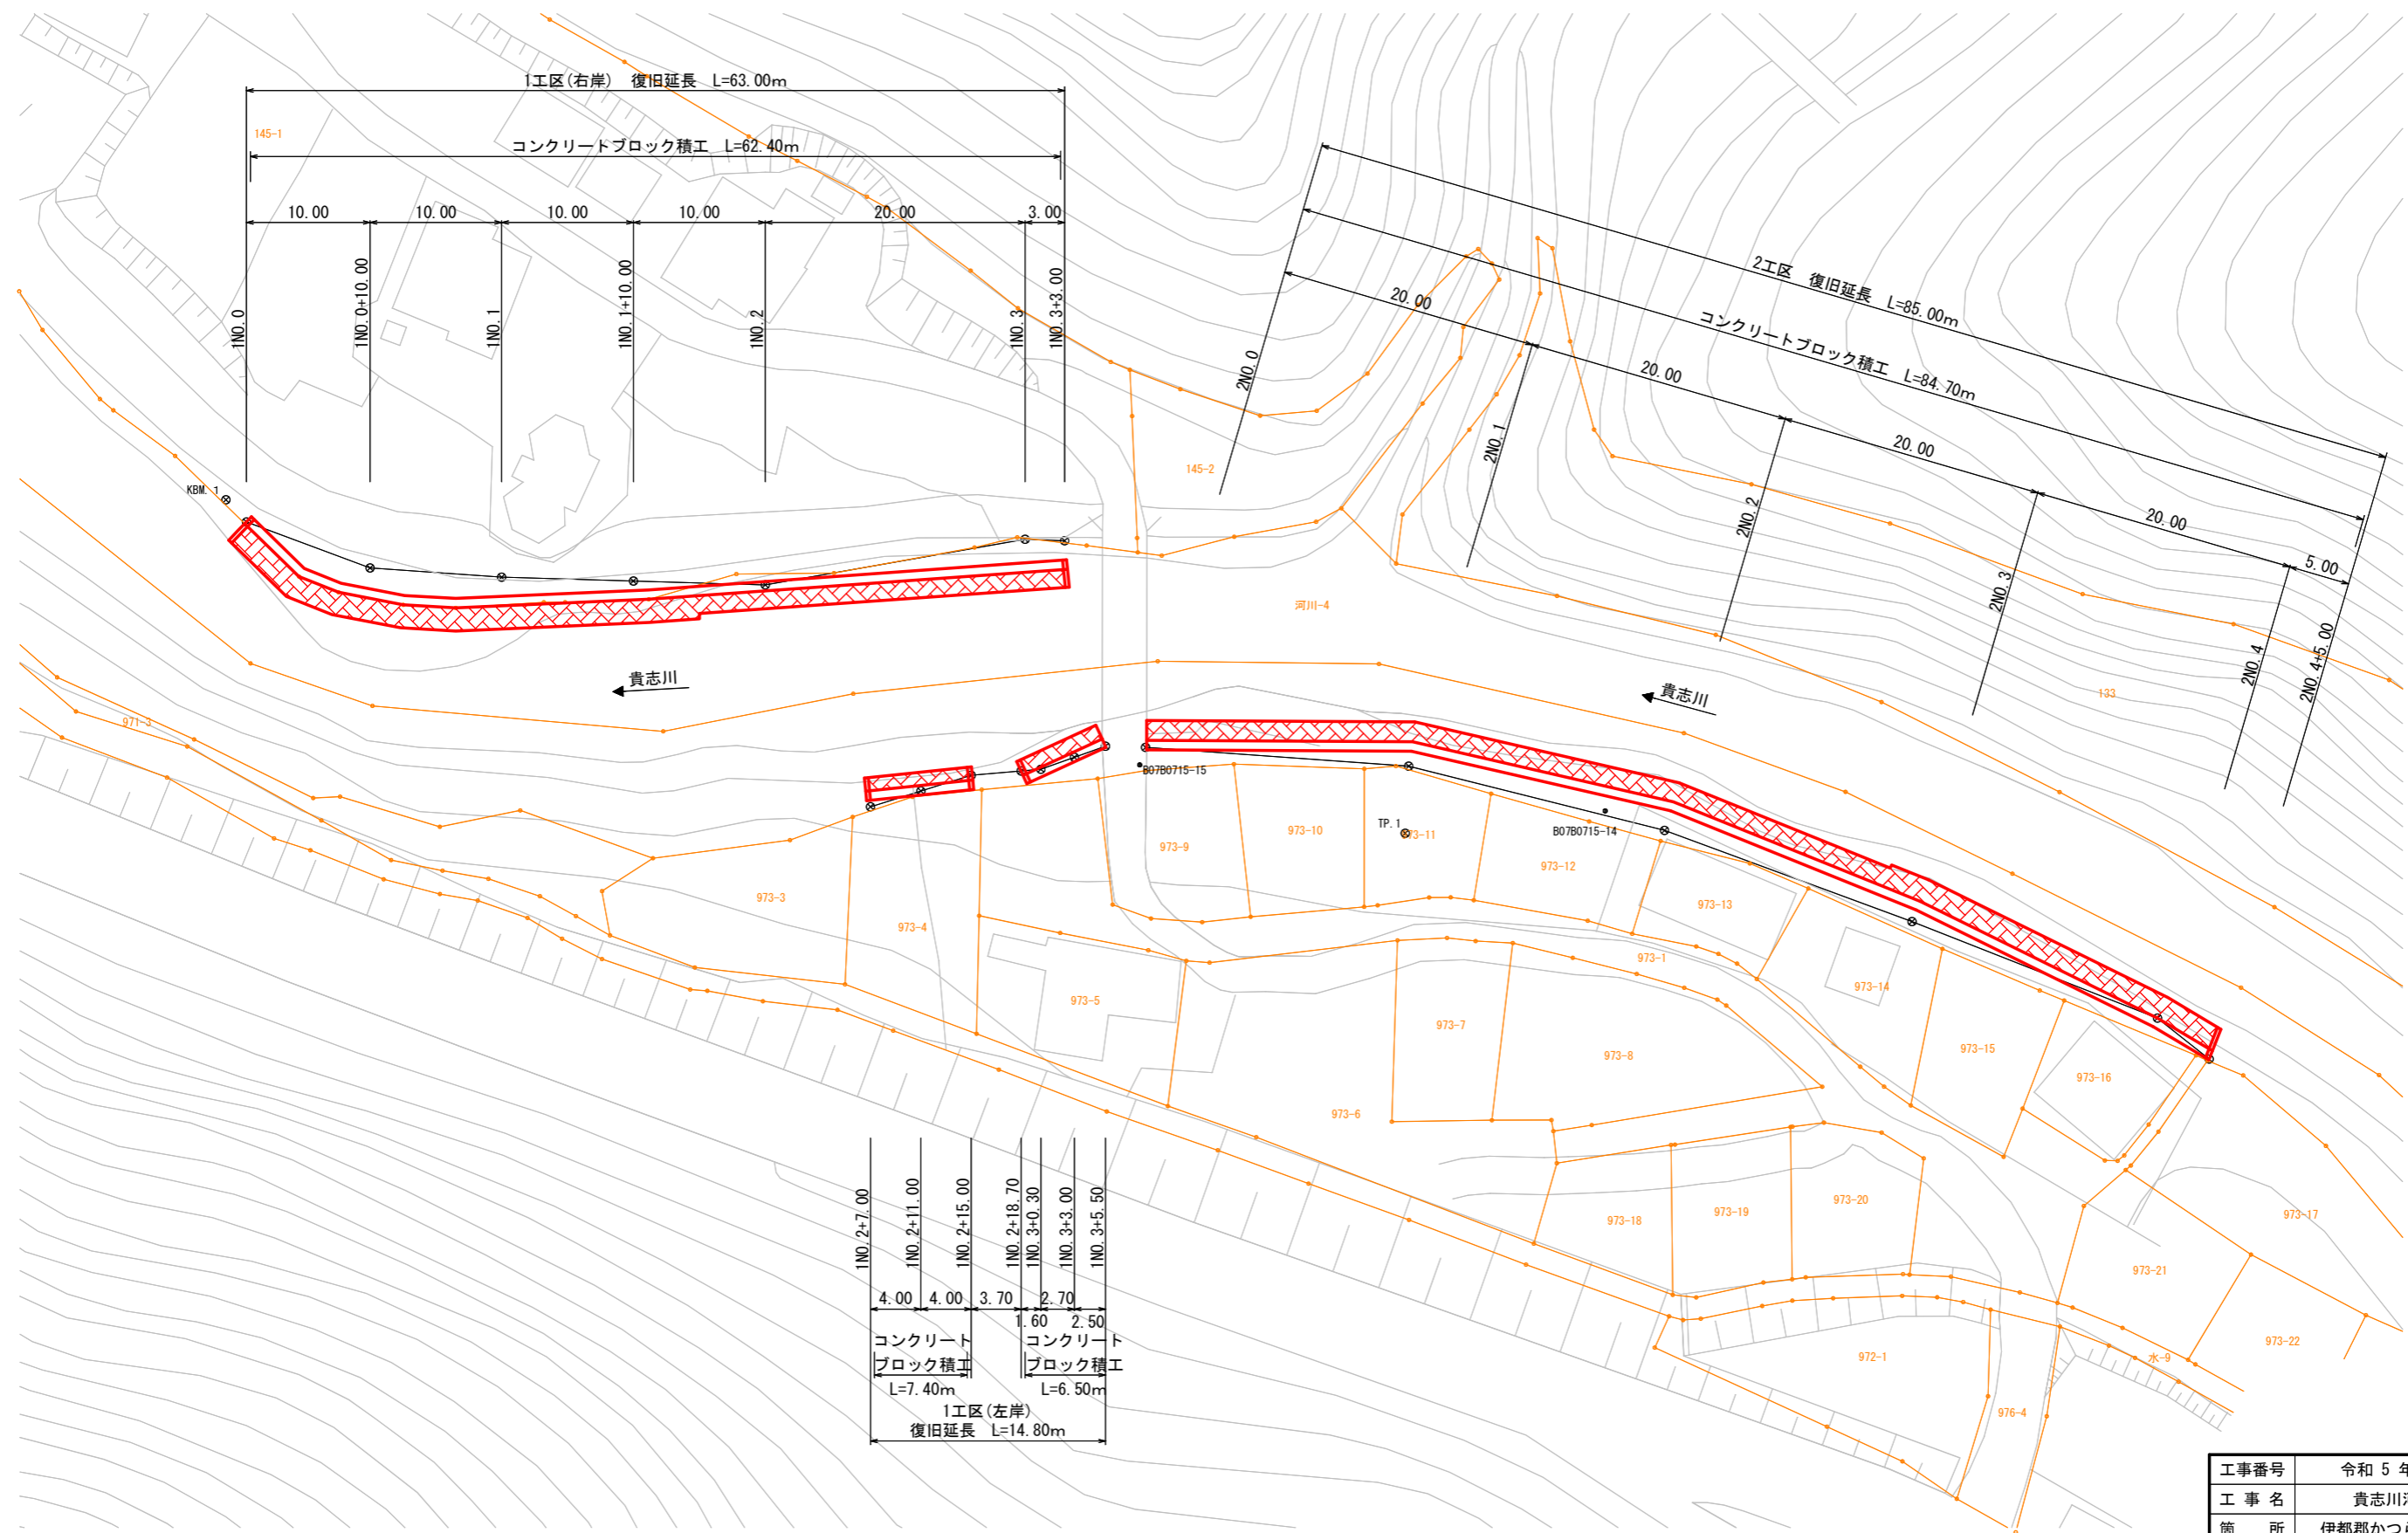 1工区(右岸) 復旧延長 L=63.00m
145-1
コンクリートブロック積工 L=62.40m
10.00 10.00 10.00 10.00 20.00 3.00
1NO.0
1NO.0+10.00
1NO.1
1NO.1+10.00
1NO.2
1NO.3
1NO.3+3.00
2工区 復旧延長 L=85.00m
コンクリートブロック積工 L=84.70m
20.00
20.00
20.00
20.00
5.00
2NO.0
2NO.1
2NO.2
2NO.3
2NO.4
2NO.4+5.00
145-2
KBM.1
河川-4
貴志川
貴志川
133
971-3
B07B0715-15
TP.1
973-11
B07B0715-14
973-9
973-10
973-12
973-13
973-3
973-4
973-1
973-14
973-5
973-7
973-8
973-15
973-16
973-6
973-18
973-19
973-20
973-17
973-21
973-22
972-1
水-9
976-4
1NO.2+7.00
1NO.2+11.00
1NO.2+15.00
1NO.2+18.70
1NO.3+0.30
1NO.3+3.00
1NO.3+5.50
4.00 4.00 3.70 2.70
1.60 2.50
コンクリート
ブロック積工
L=7.40m
コンクリート
ブロック積工
L=6.50m
1工区(左岸)
復旧延長 L=14.80m
工事番号 令和 5 年
工 事 名 貴志川
箇 所 伊都郡かつ